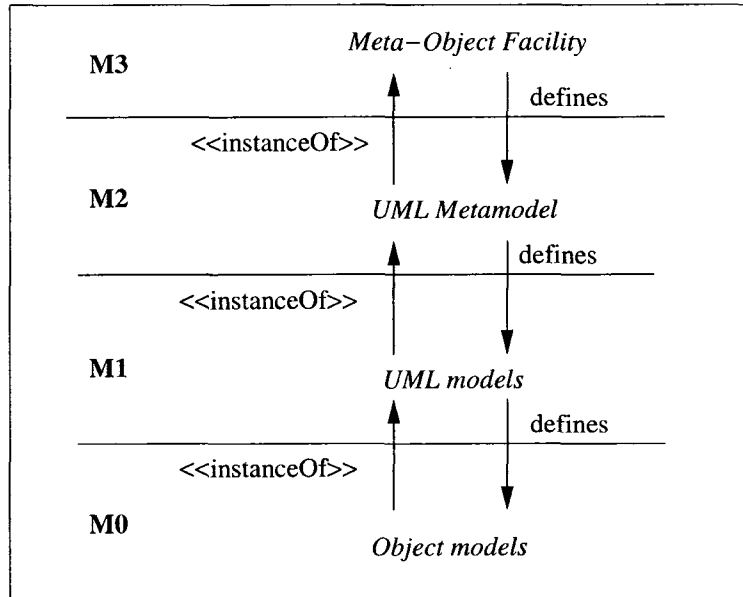 Meta-Object Facility
M3
defines
<<instanceOf>>
M2
UML Metamodel
defines
<<instanceOf>>
M1
UML models
defines
<<instanceOf>>
M0
Object models